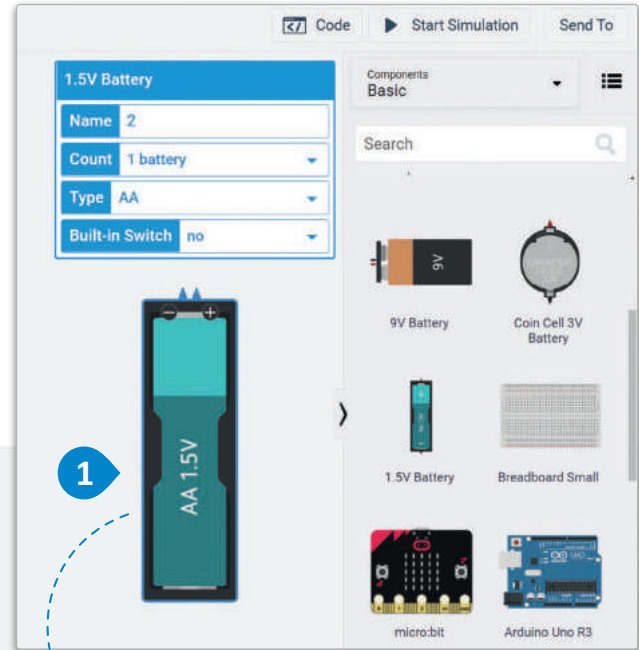 Code
Start Simulation
Send To
1.5V Battery
Name 2
Count 1 battery
Type AA
Built-in Switch no
AA 1.5V
1
Components
Basic
Search
9V
9V Battery
Coin Cell 3V
Battery
1.5V Battery
Breadboard Small
micro:bit
Arduino Uno R3